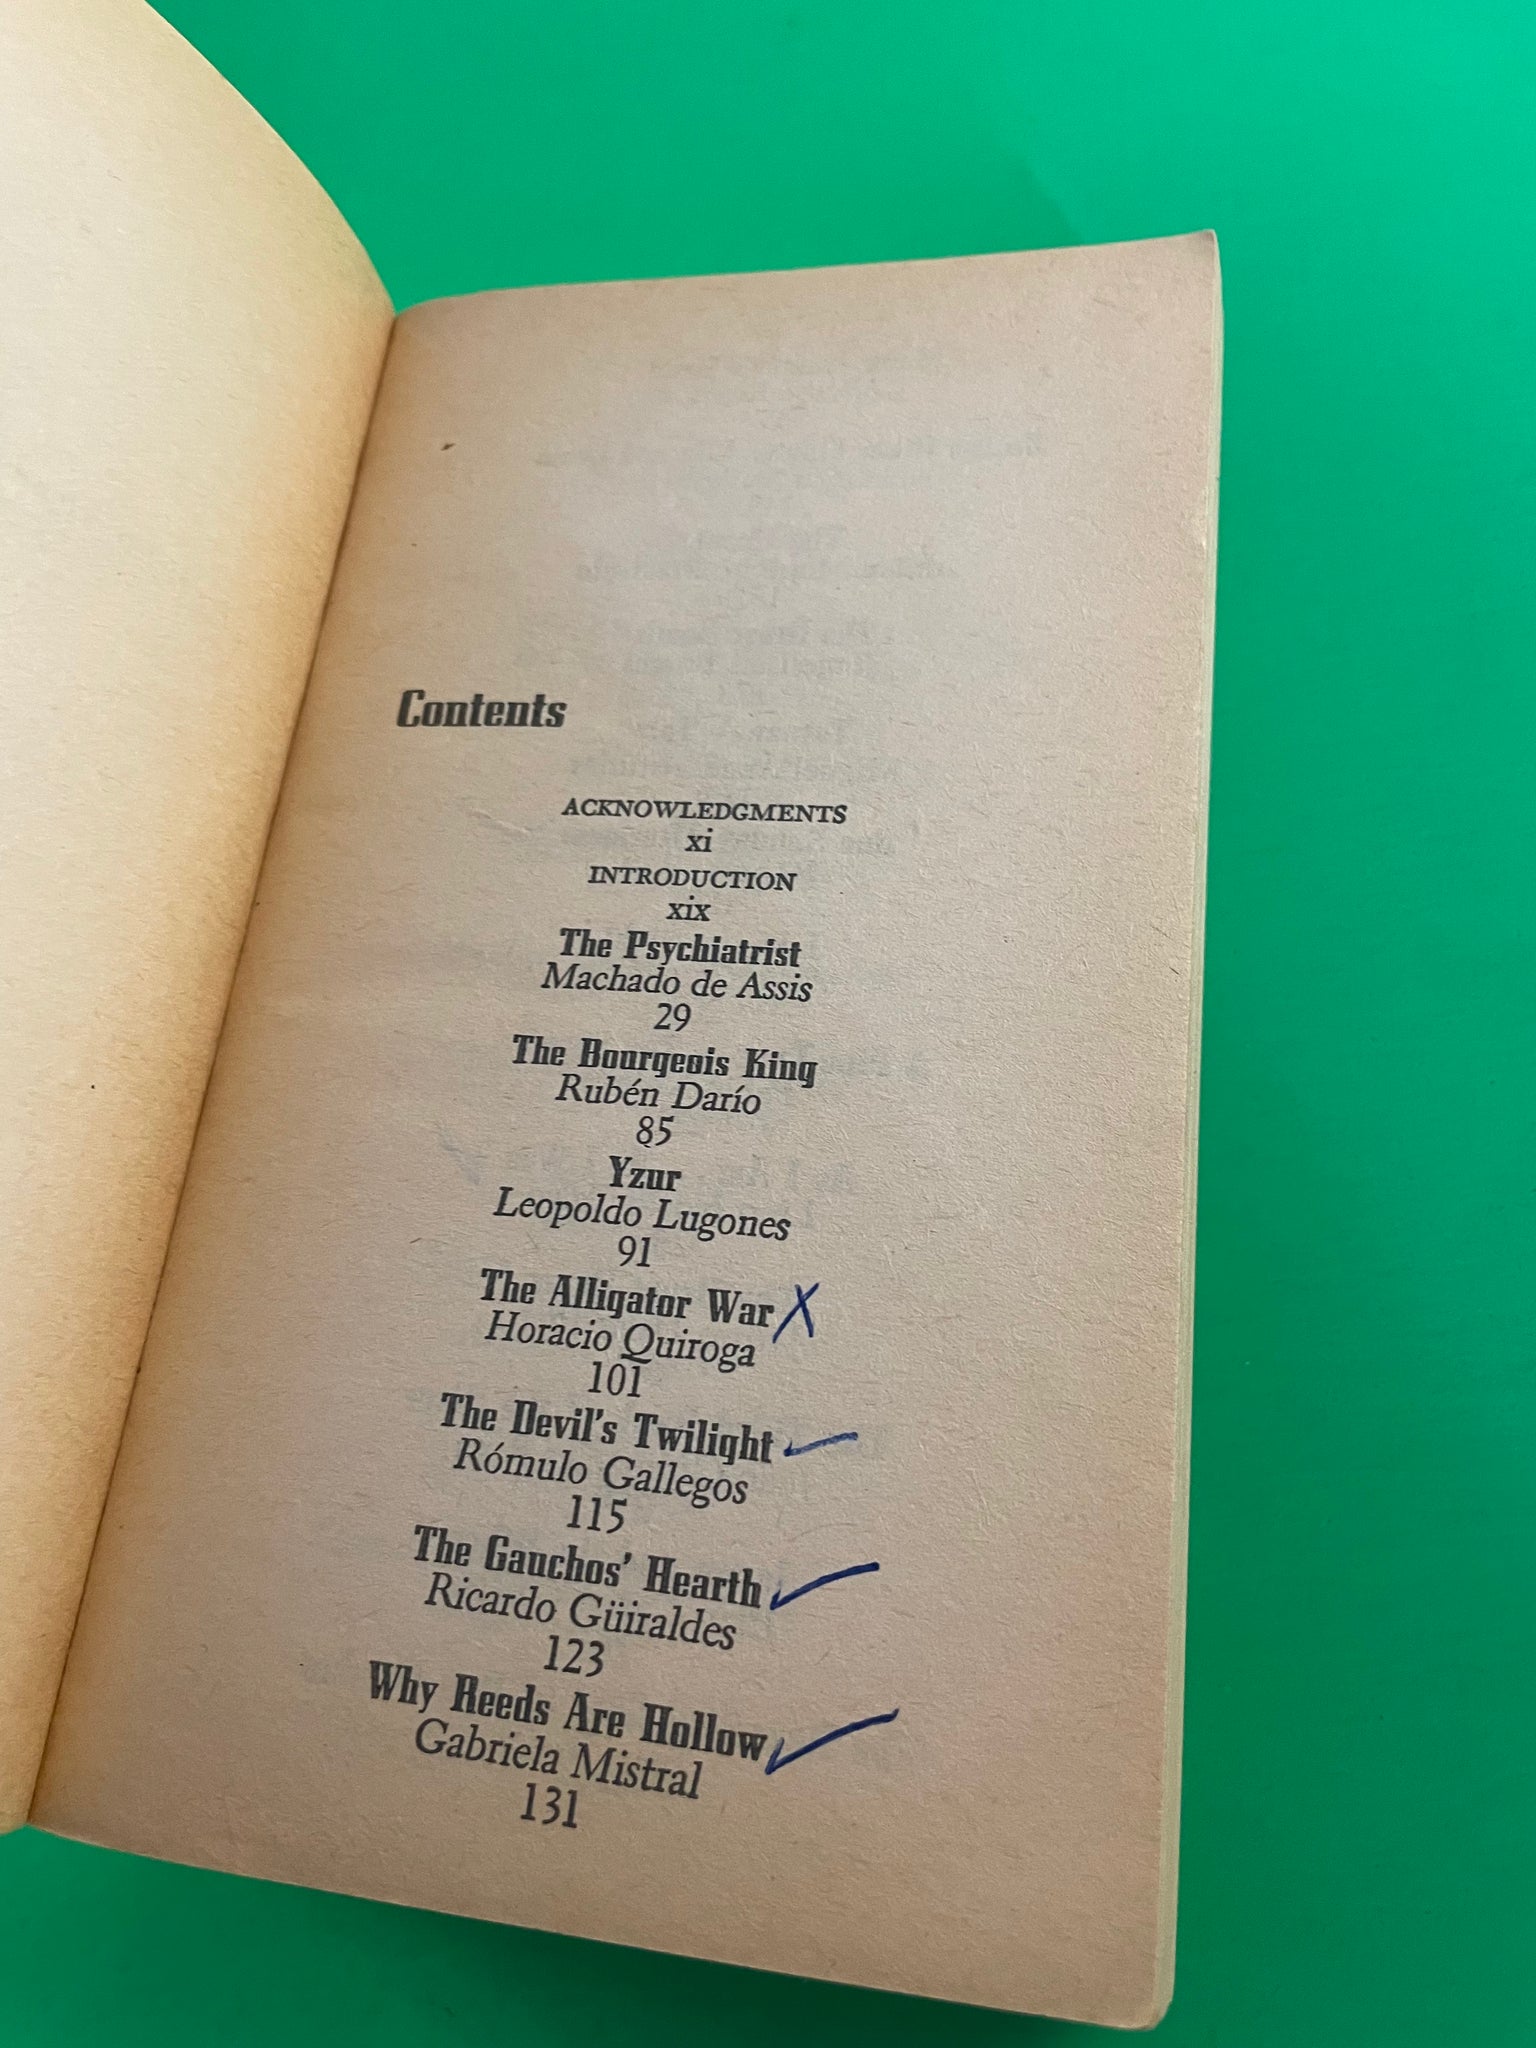 Contents
ACKNOWLEDGMENTS
xi
INTRODUCTION
xix
The Psychiatrist
Machado de Assis
29
The Bourgeois King
Rubén Darío
85
Yzur
Leopoldo Lugones
91
The Alligator War X
Horacio Quiroga
101
The Devil's Twilight ✓
Rómulo Gallegos
115
The Gauchos' Hearth ✓
Ricardo Güiraldes
123
Why Reeds Are Hollow ✓
Gabriela Mistral
131